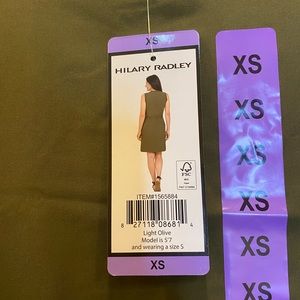 XS
HILARY RADLEY
FSC
ITEM#1565884
8 27118 08681 4
Light Olive
Model is 5'7
and wearing a size S
XS
XS
XS
XS
XS
XS
XS